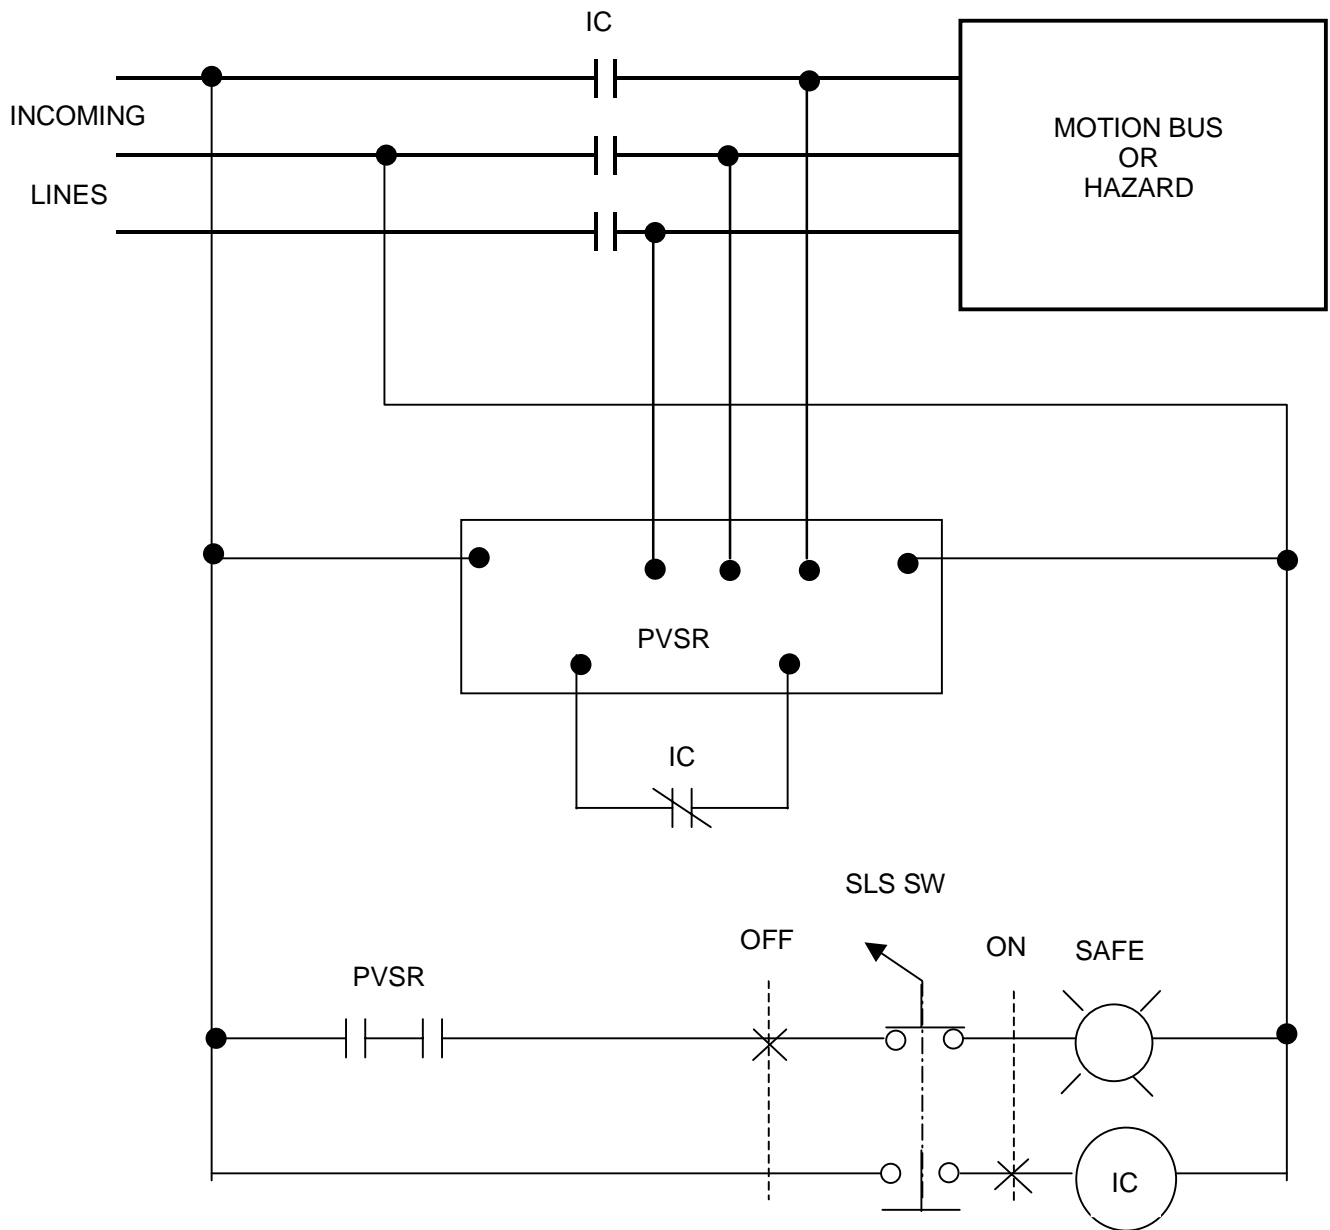 IC
INCOMING
LINES
MOTION BUS
OR
HAZARD
PVSR
IC
SLS SW
OFF
ON
SAFE
PVSR
IC